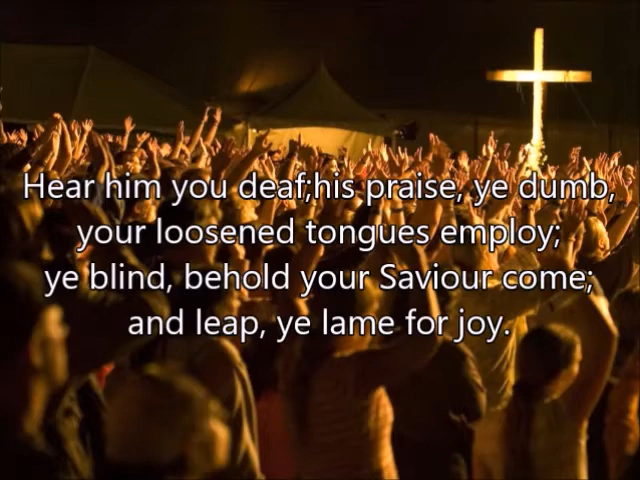 Hear him you deaf;his praise, ye dumb,
your loosened tongues employ;
ye blind, behold your Saviour come;
and leap, ye lame for joy.